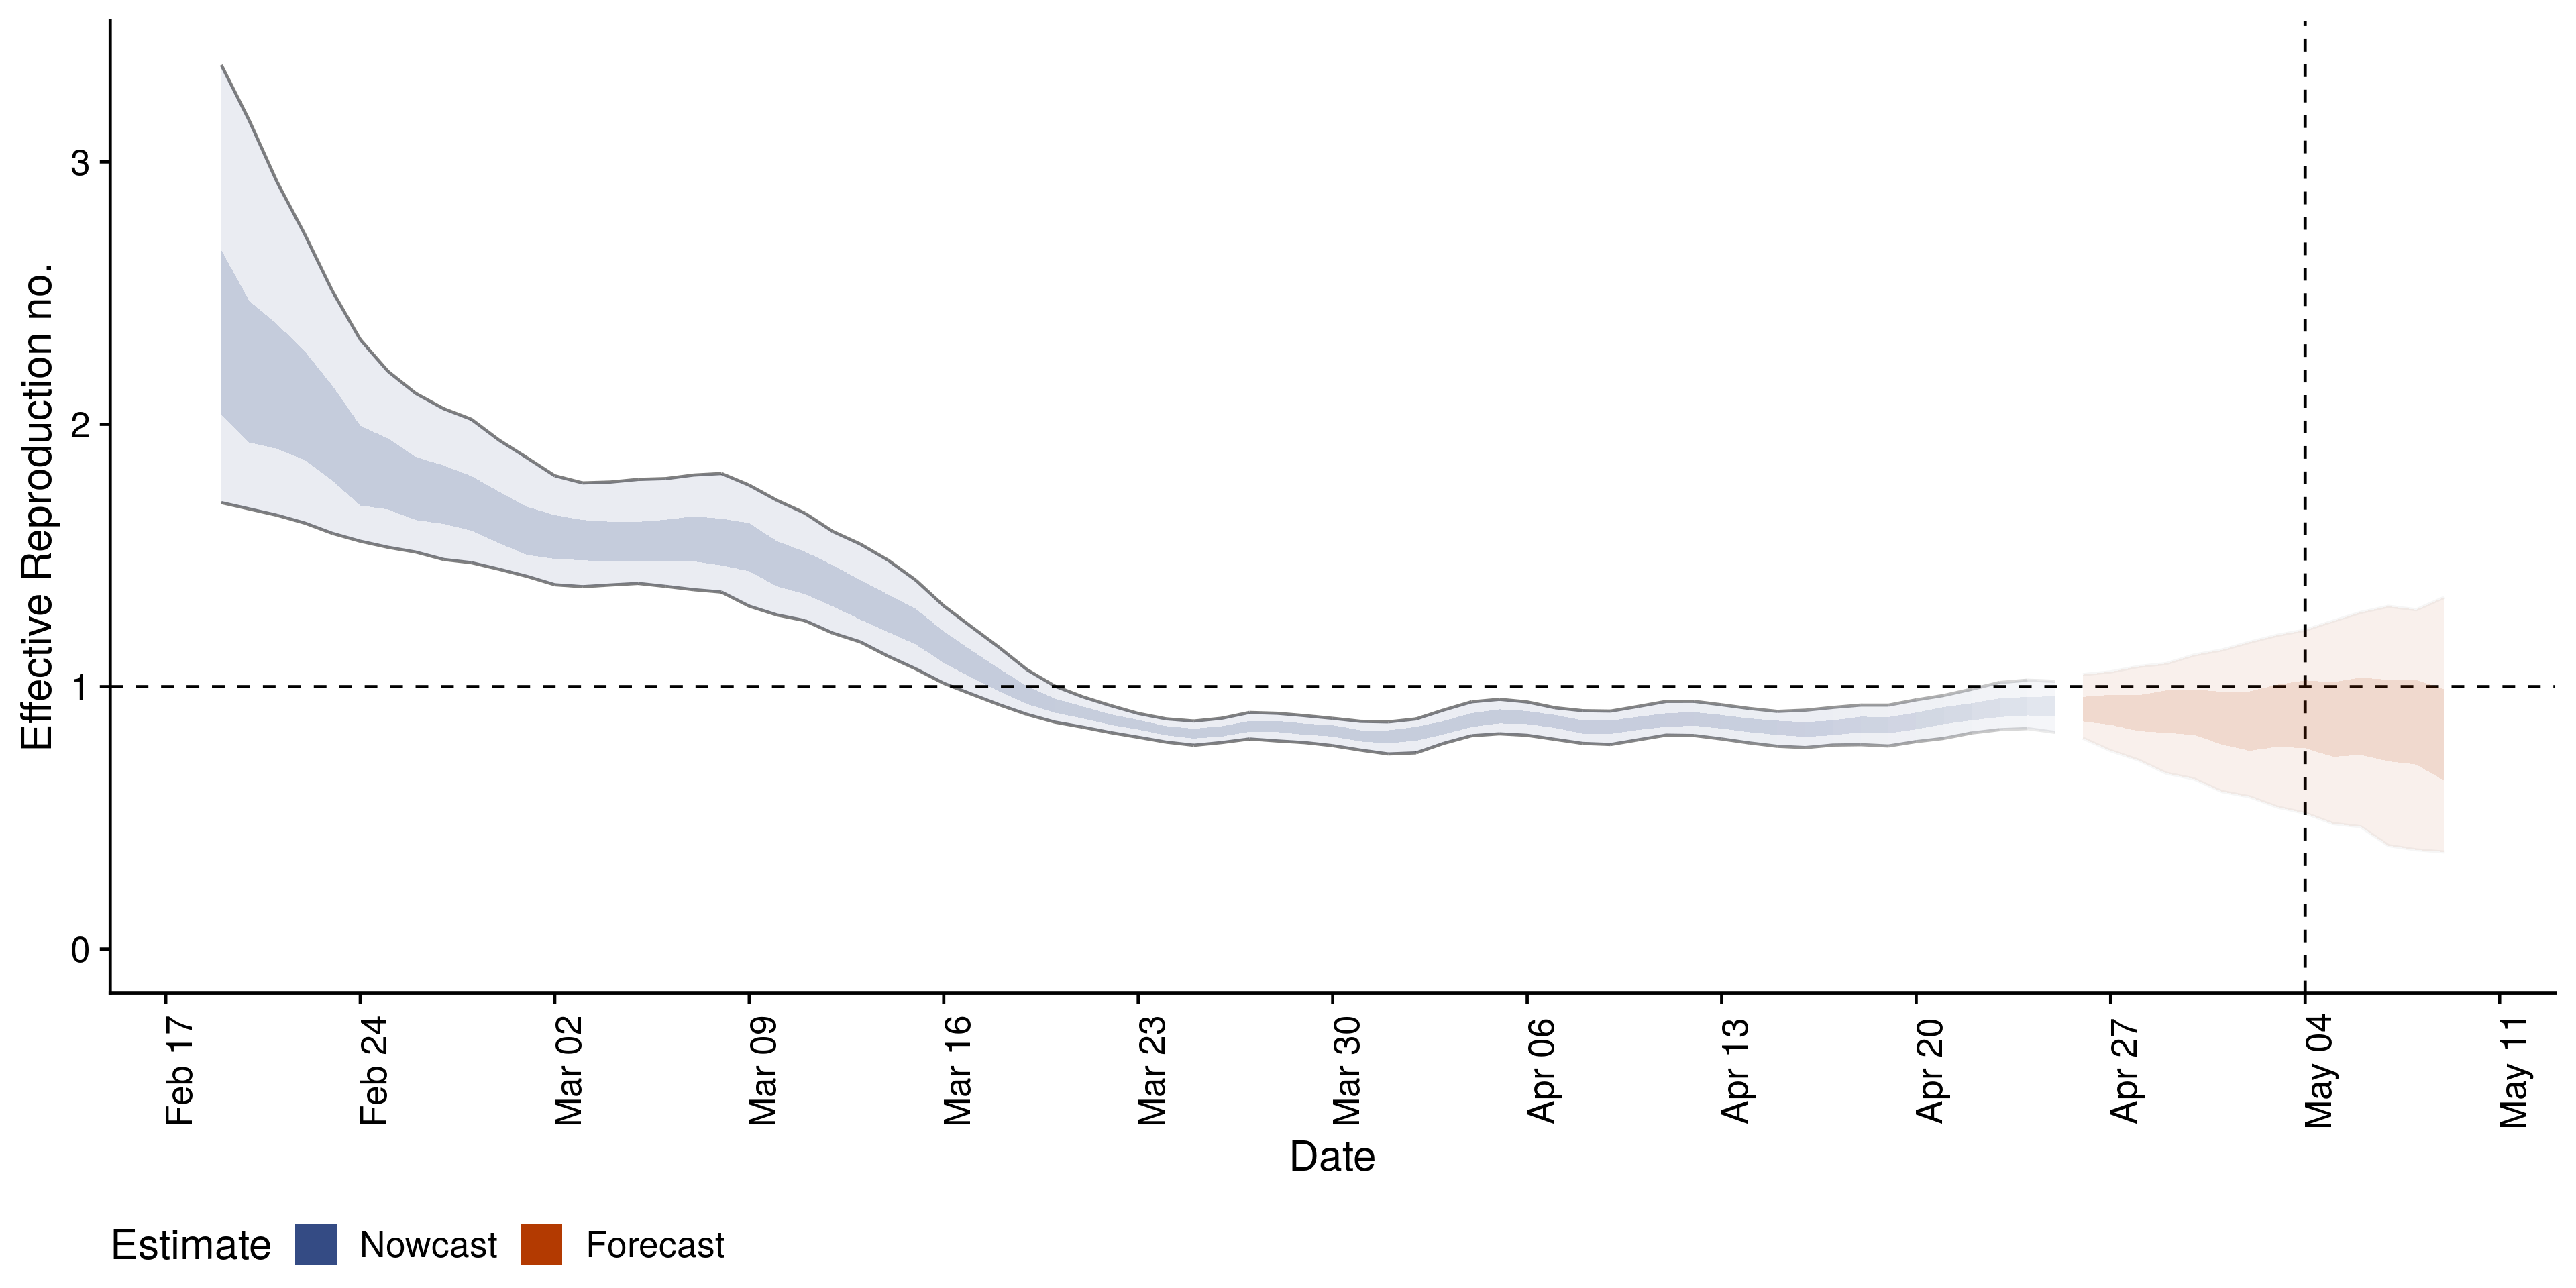 Effective Reproduction no.
3
2
1
0
Feb 17
Feb 24
Mar 02
Mar 09
Mar 16
Mar 23
Mar 30
Apr 06
Apr 13
Apr 20
Apr 27
May 04
May 11
Date
Estimate Nowcast Forecast